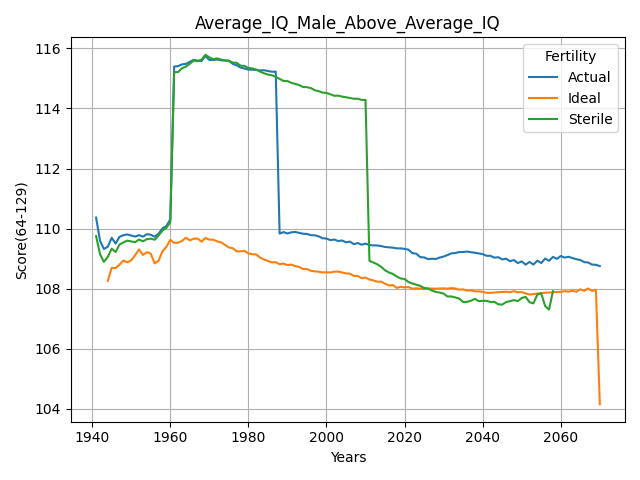 Average_IQ_Male_Above_Average_IQ
Fertility
Actual
Ideal
Sterile
Score(64-129)
116
114
112
110
108
106
104
1940 1960 1980 2000 2020 2040 2060
Years